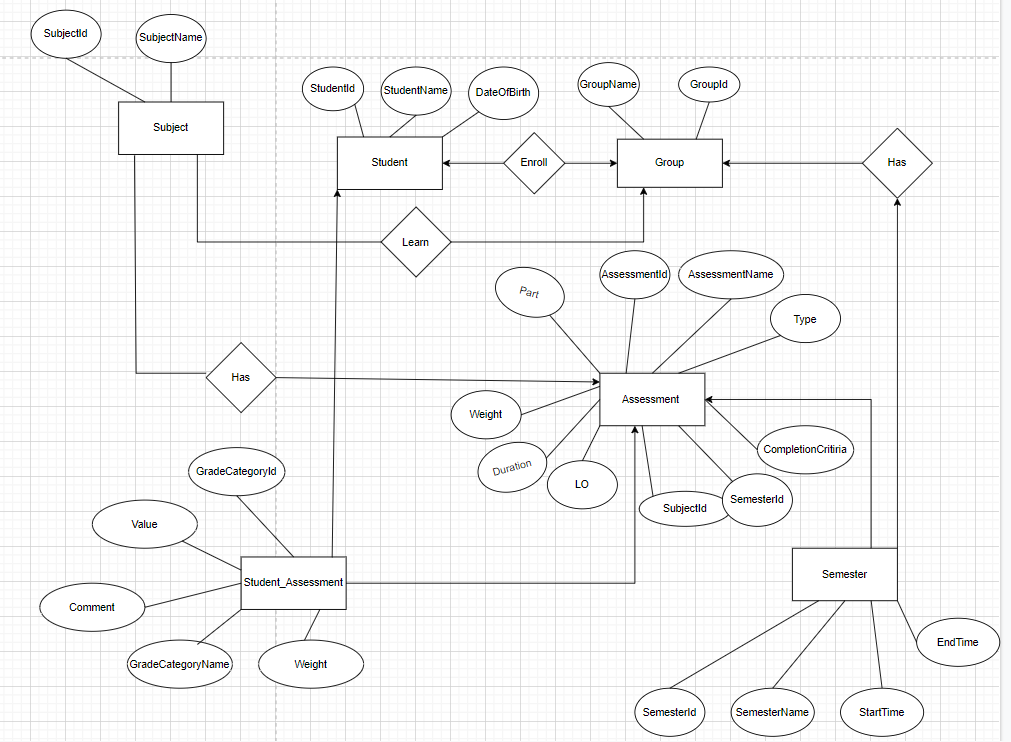 SubjectId
SubjectName
StudentId
StudentName
DateOfBirth
GroupName
GroupId
Subject
Student
Enroll
Group
Has
Learn
Part
AssessmentId
AssessmentName
Type
Has
Assessment
Weight
Duration
LO
SubjectId
SemesterId
CompletionCritiria
GradeCategoryId
Value
Student_Assessment
Comment
GradeCategoryName
Weight
Semester
EndTime
SemesterId
SemesterName
StartTime